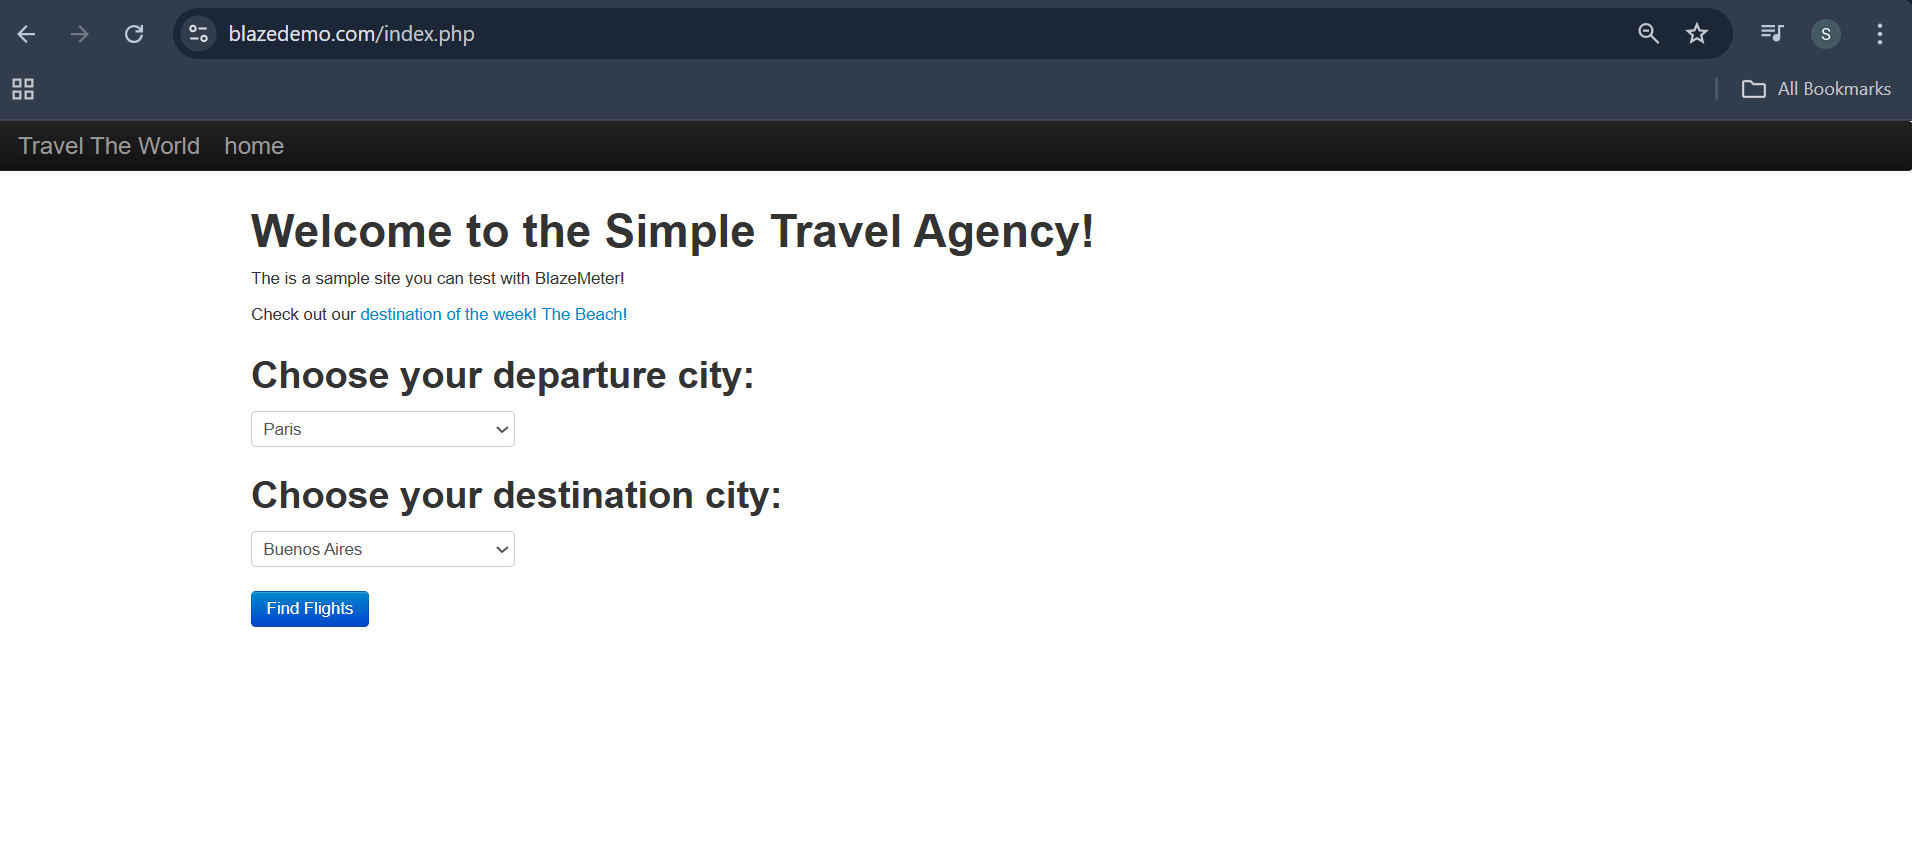 blazedemo.com/index.php
S
All Bookmarks
Travel The World home
Welcome to the Simple Travel Agency!
The is a sample site you can test with BlazeMeter!
Check out our destination of the week! The Beach!
Choose your departure city:
Paris
Choose your destination city:
Buenos Aires
Find Flights